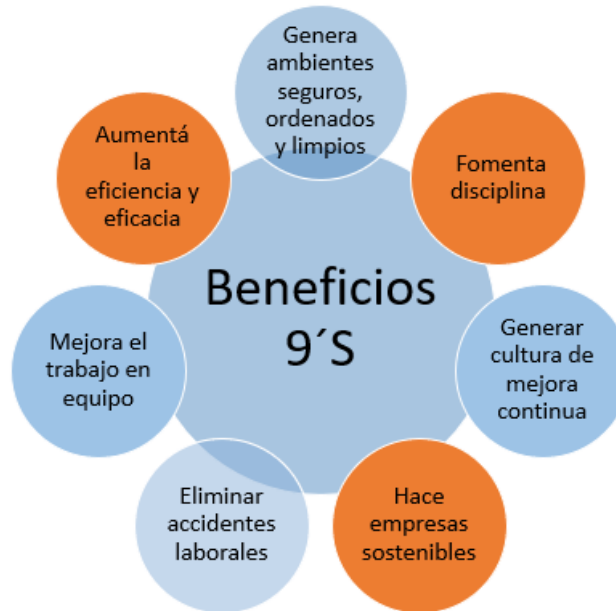 Genera
ambientes
seguros,
ordenados
y limpios
Fomenta
disciplina
Generar
cultura de
mejora
continua
Hace
empresas
sostenibles
Eliminar
accidentes
laborales
Mejora el
trabajo en
equipo
Aumentá
la
eficiencia y
eficacia
Beneficios
9´S